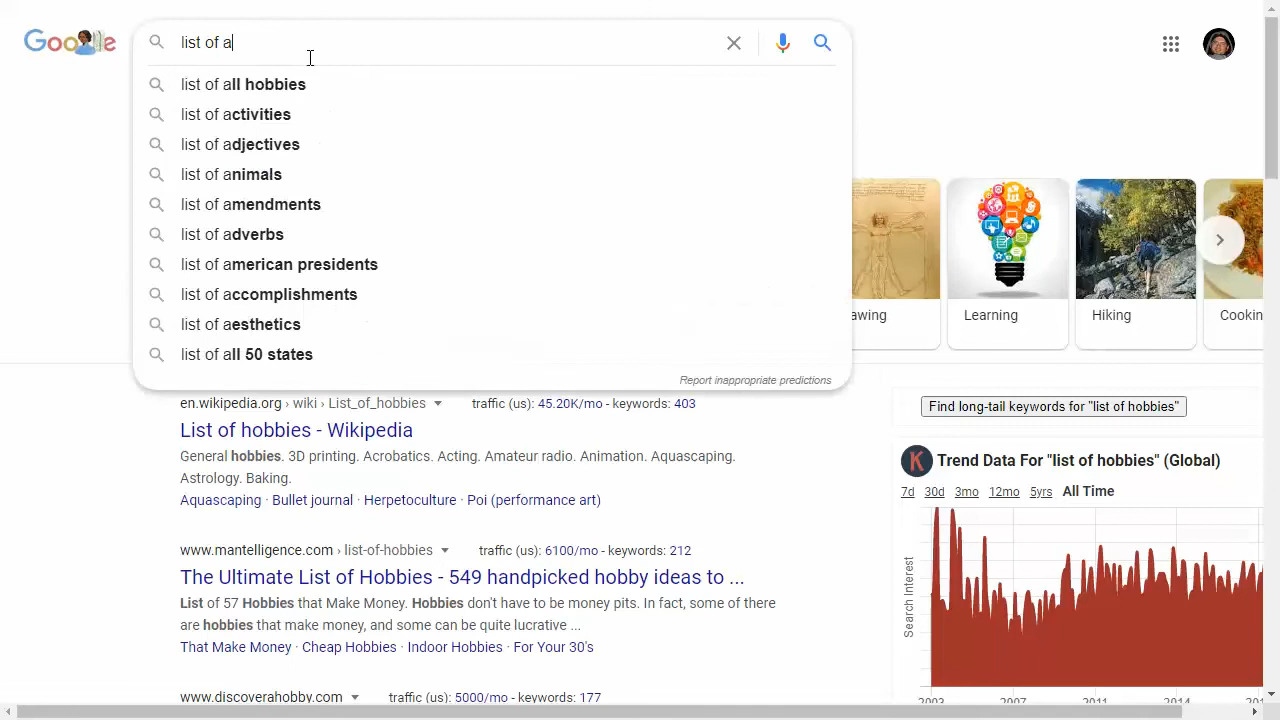 Google
list of a
list of all hobbies
list of activities
list of adjectives
list of animals
list of amendments
list of adverbs
list of american presidents
list of accomplishments
list of aesthetics
list of all 50 states
Report inappropriate predictions
awing
Learning
Hiking
Cookin
en.wikipedia.org › wiki › List_of_hobbies traffic (us): 45.20K/mo - keywords: 403
List of hobbies - Wikipedia
General hobbies. 3D printing. Acrobatics. Acting. Amateur radio. Animation. Aquascaping.
Astrology. Baking.
Aquascaping · Bullet journal · Herpetoculture · Poi (performance art)
www.mantelligence.com › list-of-hobbies traffic (us): 6100/mo - keywords: 212
The Ultimate List of Hobbies - 549 handpicked hobby ideas to ...
List of 57 Hobbies that Make Money. Hobbies don't have to be money pits. In fact, some of there
are hobbies that make money, and some can be quite lucrative ...
That Make Money · Cheap Hobbies · Indoor Hobbies · For Your 30's
www.discoverahobby.com traffic (us): 5000/mo - keywords: 177
Find long-tail keywords for "list of hobbies"
K Trend Data For "list of hobbies" (Global)
7d 30d 3mo 12mo 5yrs All Time
Search Interest
2003 2007 2011 2014